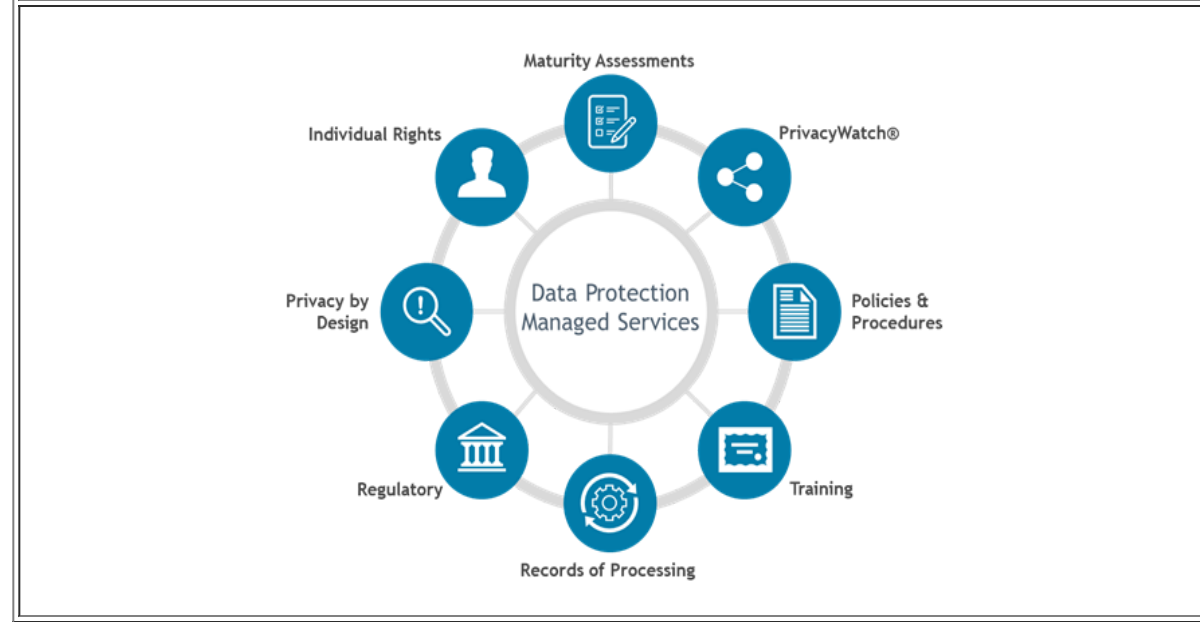 Maturity Assessments
Individual Rights
PrivacyWatch®
Data Protection
Managed Services
Privacy by
Design
Policies &
Procedures
Regulatory
Training
Records of Processing